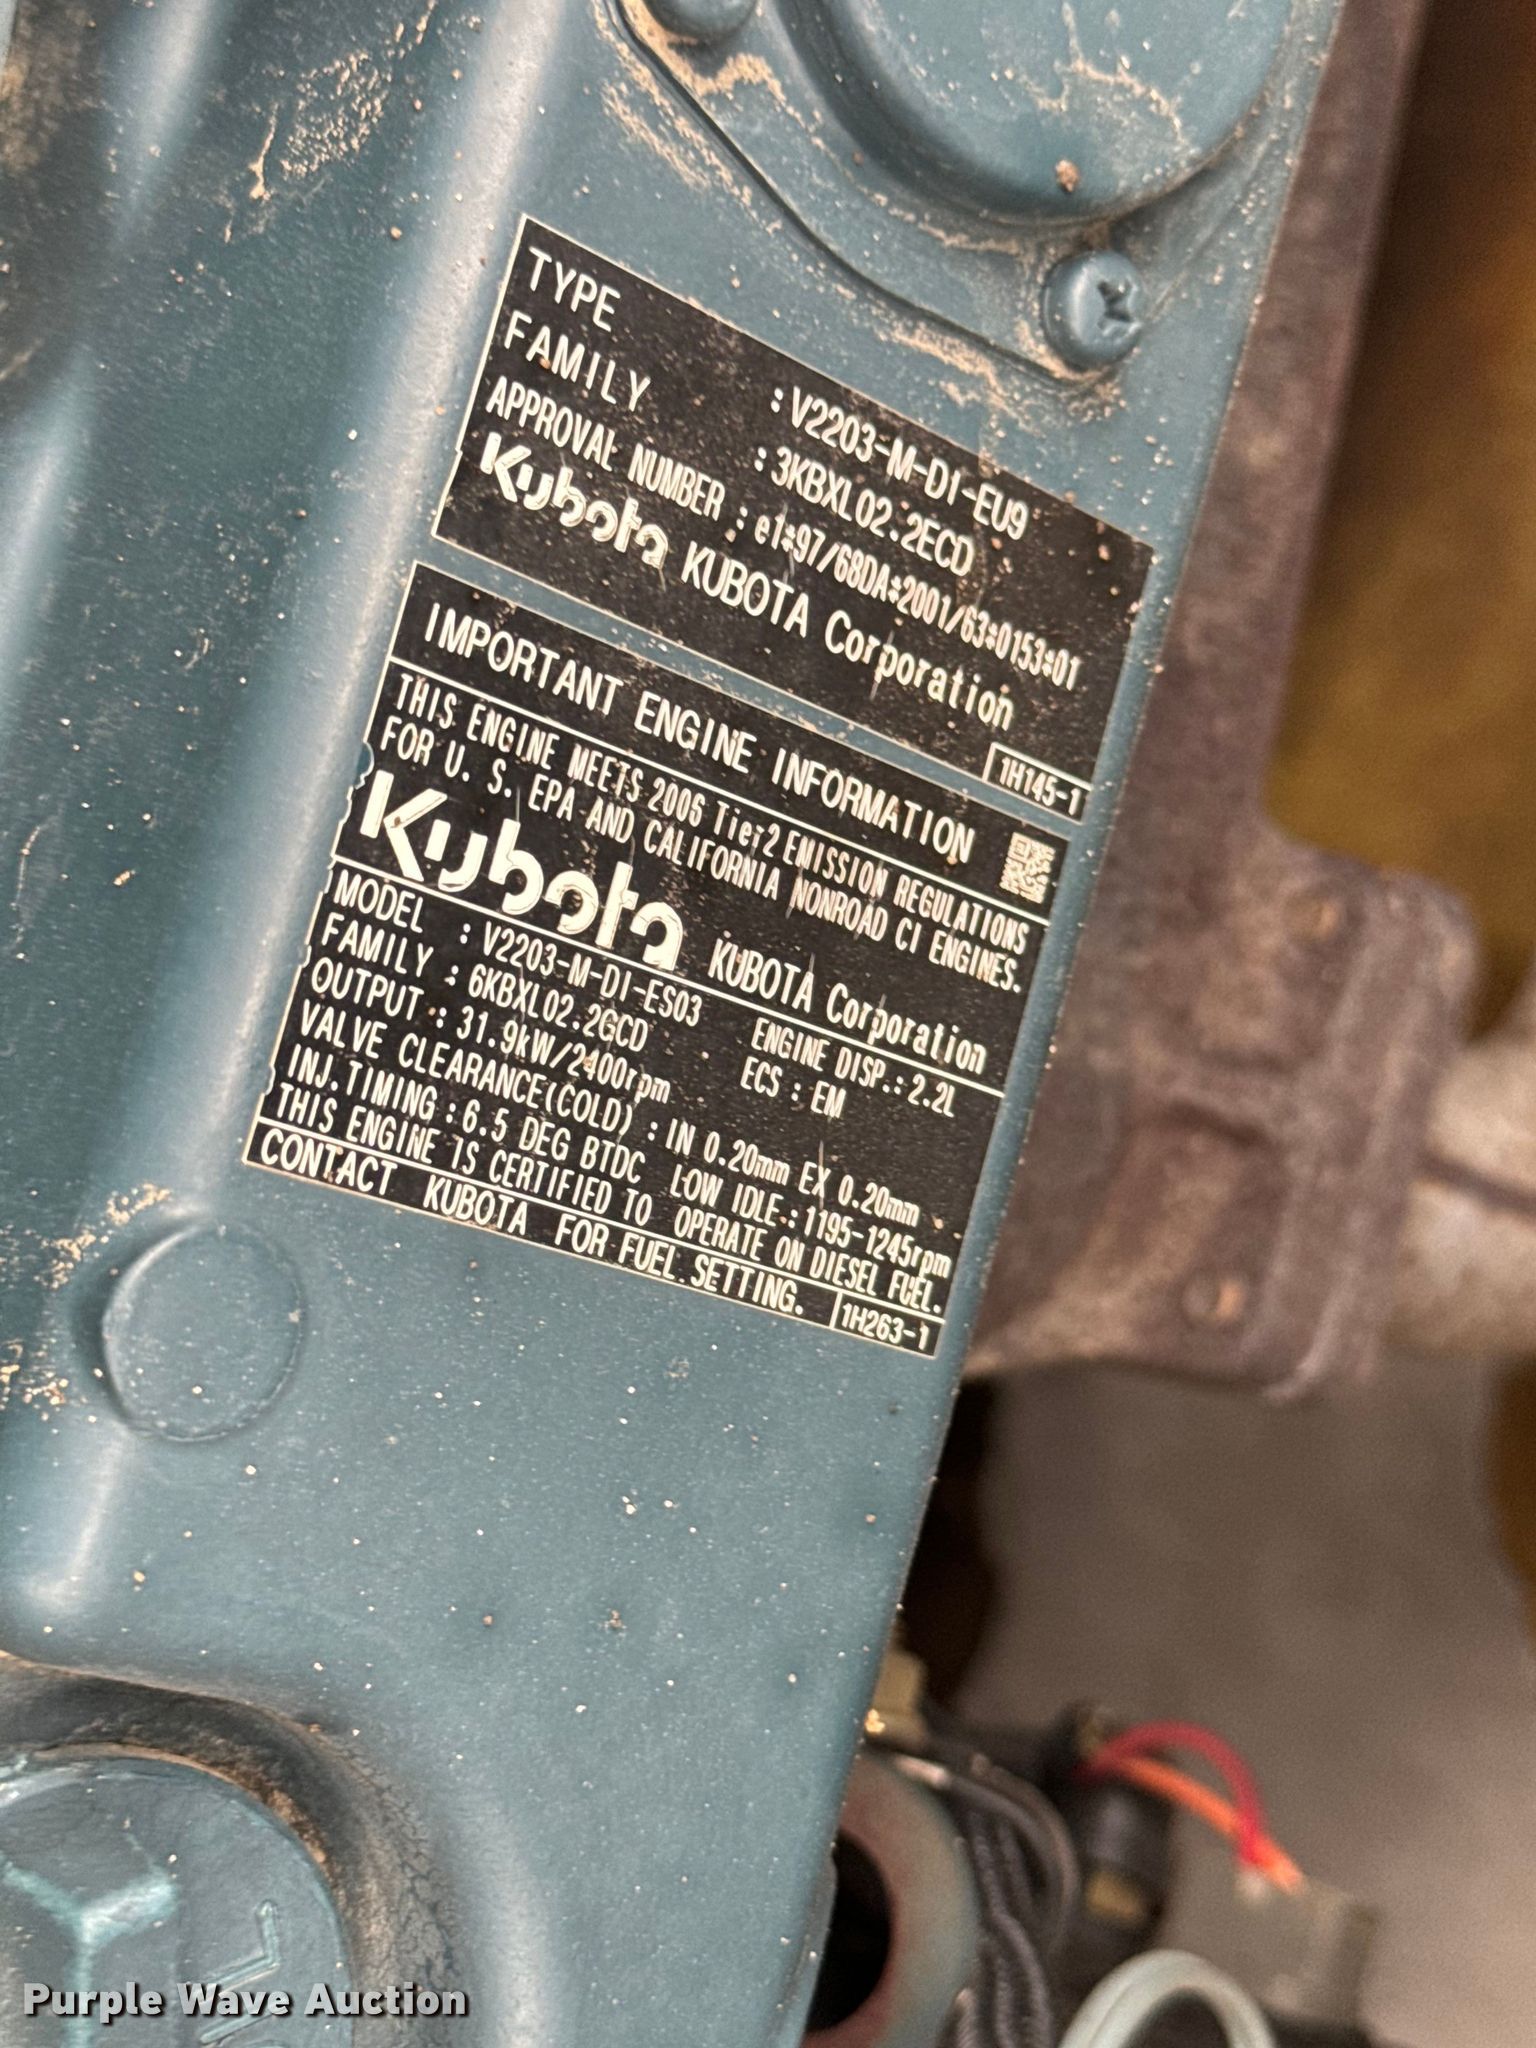 TYPE : V2203-M-DI-EU9
FAMILY : 3KBXL02.2ECD
APPROVAL NUMBER : e1*97/68DA*2001/63*0153*01
Kubota KUBOTA Corporation
1H145-1
IMPORTANT ENGINE INFORMATION
THIS ENGINE MEETS 2006 Tier2 EMISSION REGULATIONS
FOR U. S. EPA AND CALIFORNIA NONROAD CI ENGINES.
Kubota KUBOTA Corporation
MODEL : V2203-M-DI-ES03 ENGINE DISP.: 2.2L
FAMILY : 6KBXL02.2GCD ECS : EM
OUTPUT : 31.9kW/2400rpm
VALVE CLEARANCE(COLD) : IN 0.20mm EX 0.20mm
INJ.TIMING : 6.5 DEG BTDC LOW IDLE : 1195-1245rpm
THIS ENGINE IS CERTIFIED TO OPERATE ON DIESEL FUEL.
CONTACT KUBOTA FOR FUEL SETTING.
1H263-1
Purple Wave Auction